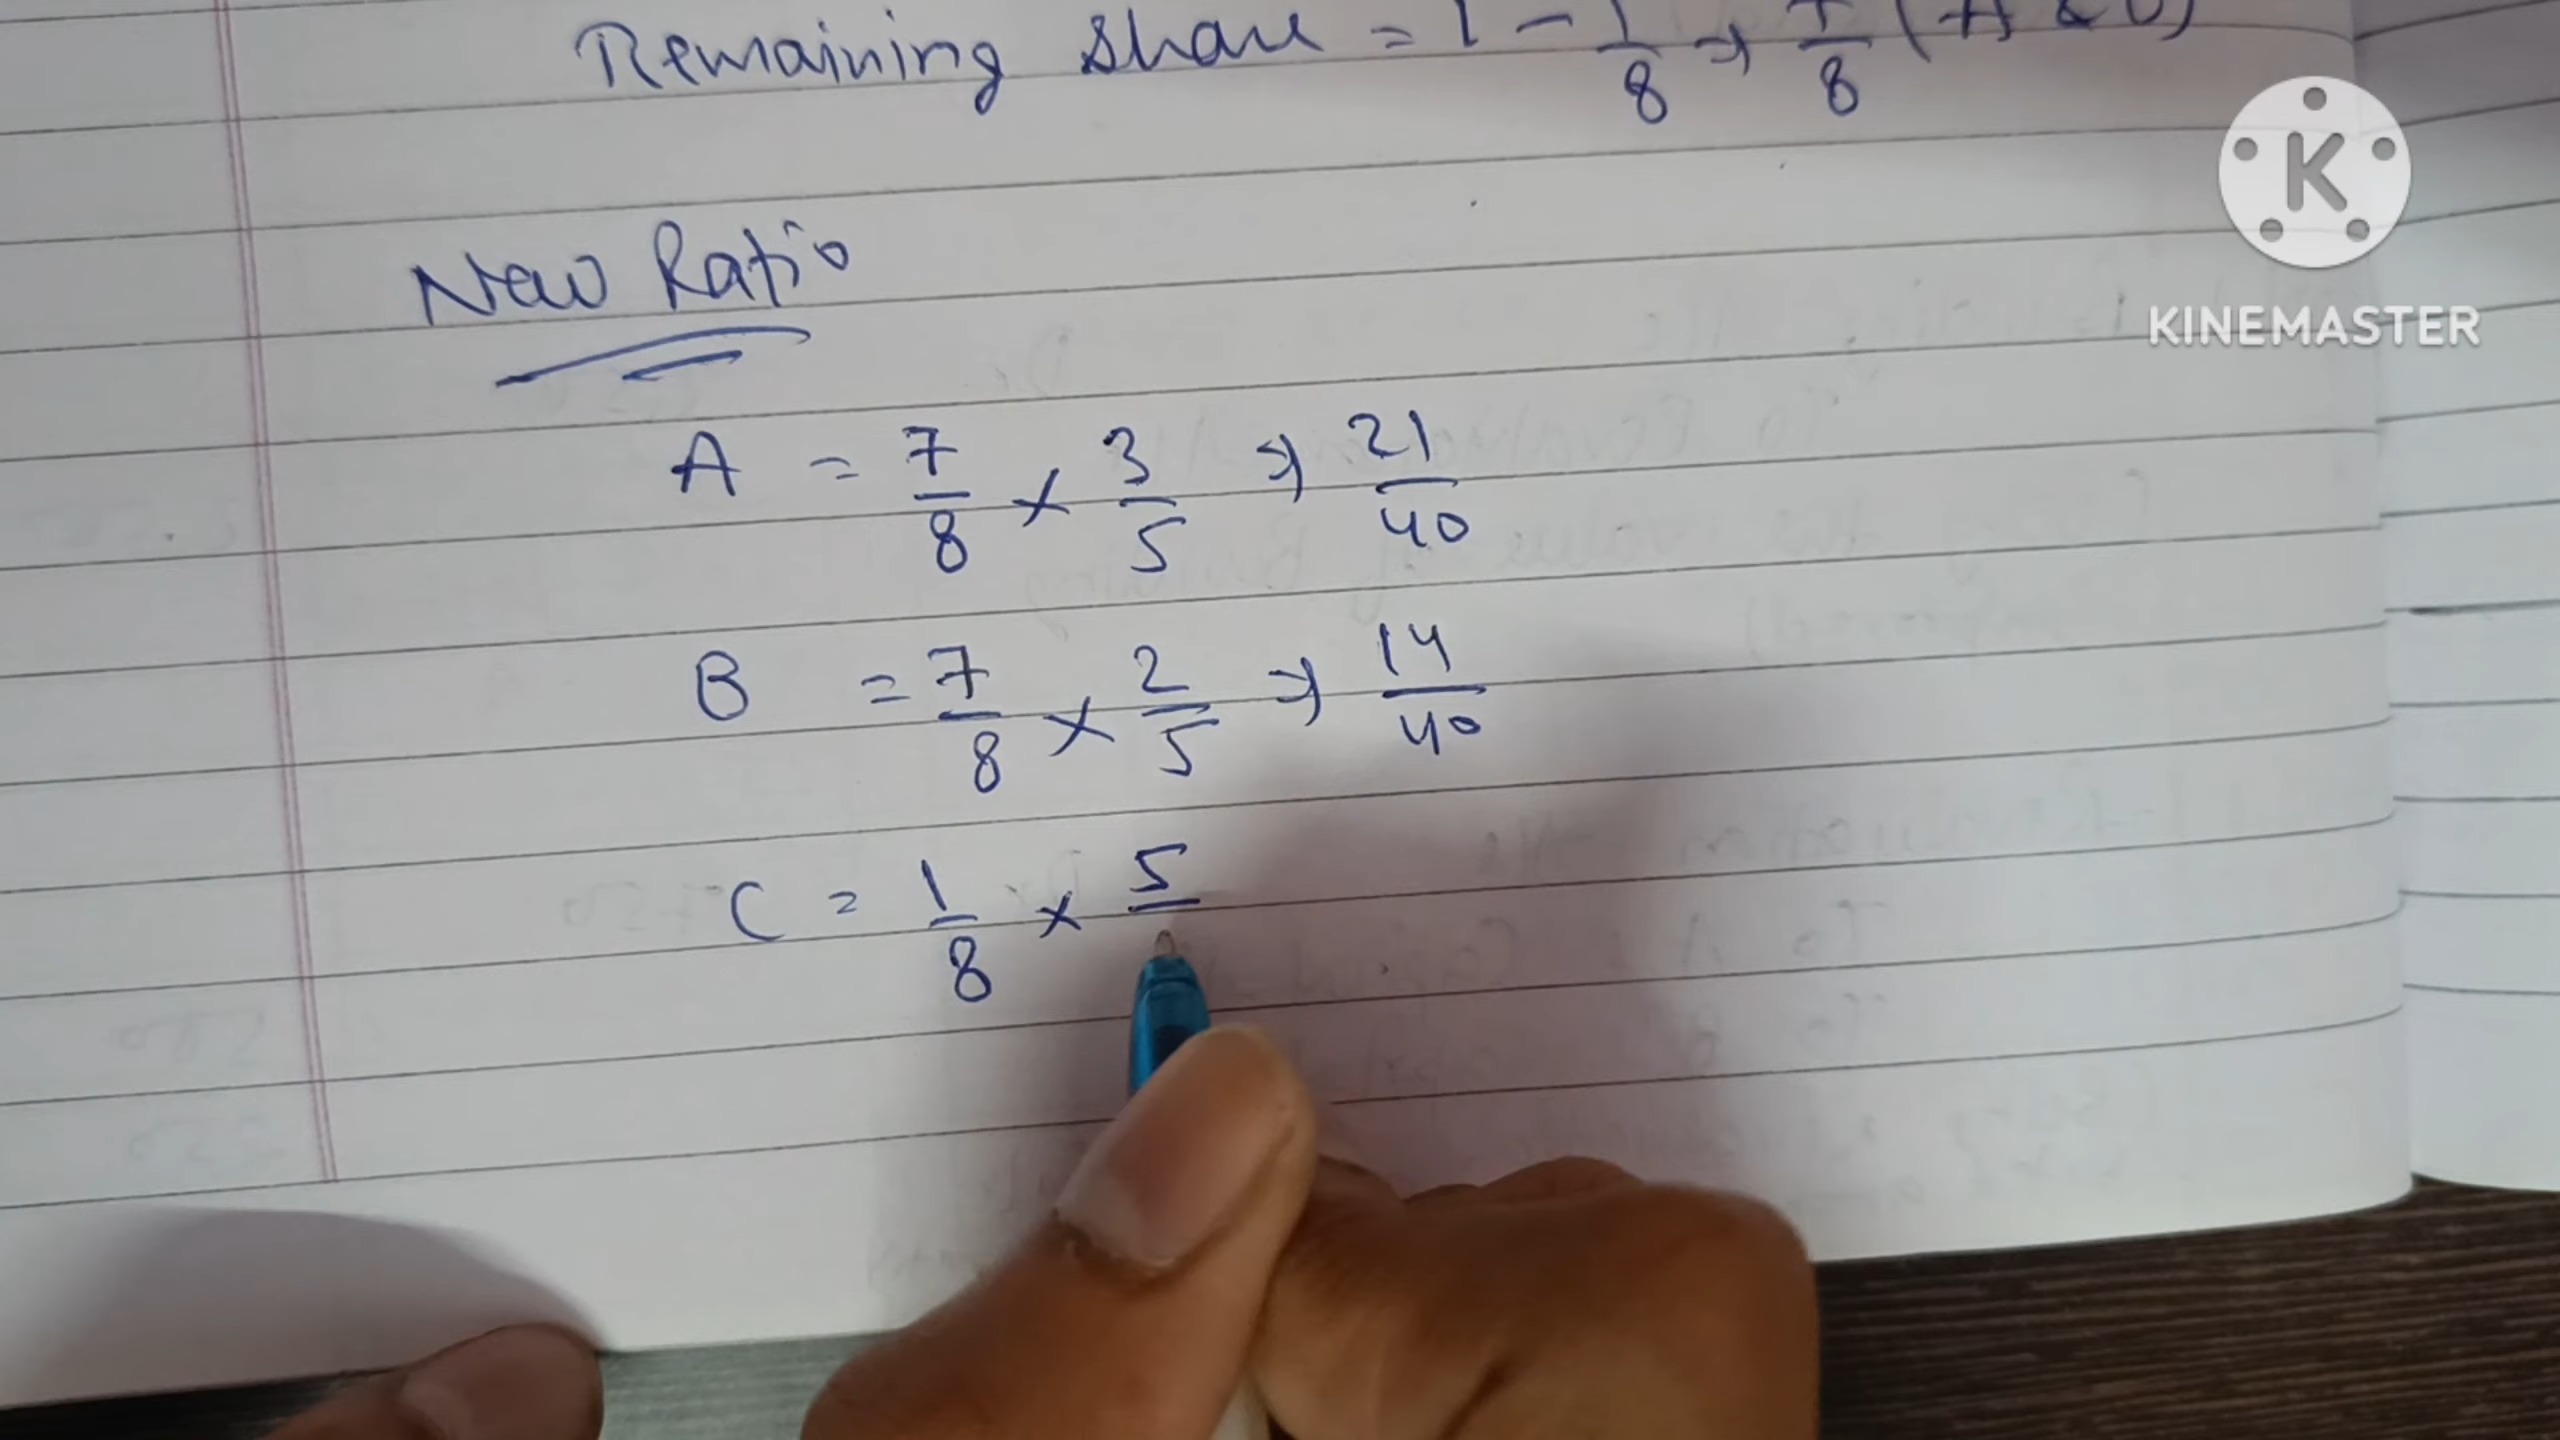 Remaining Share = 1 - 1/8 ⇒ 7/8 (A & B)
K
KINEMASTER
New Ratio
A = 7/8 × 3/5 ⇒ 21/40
B = 7/8 × 2/5 ⇒ 14/40
C = 1/8 × 5/